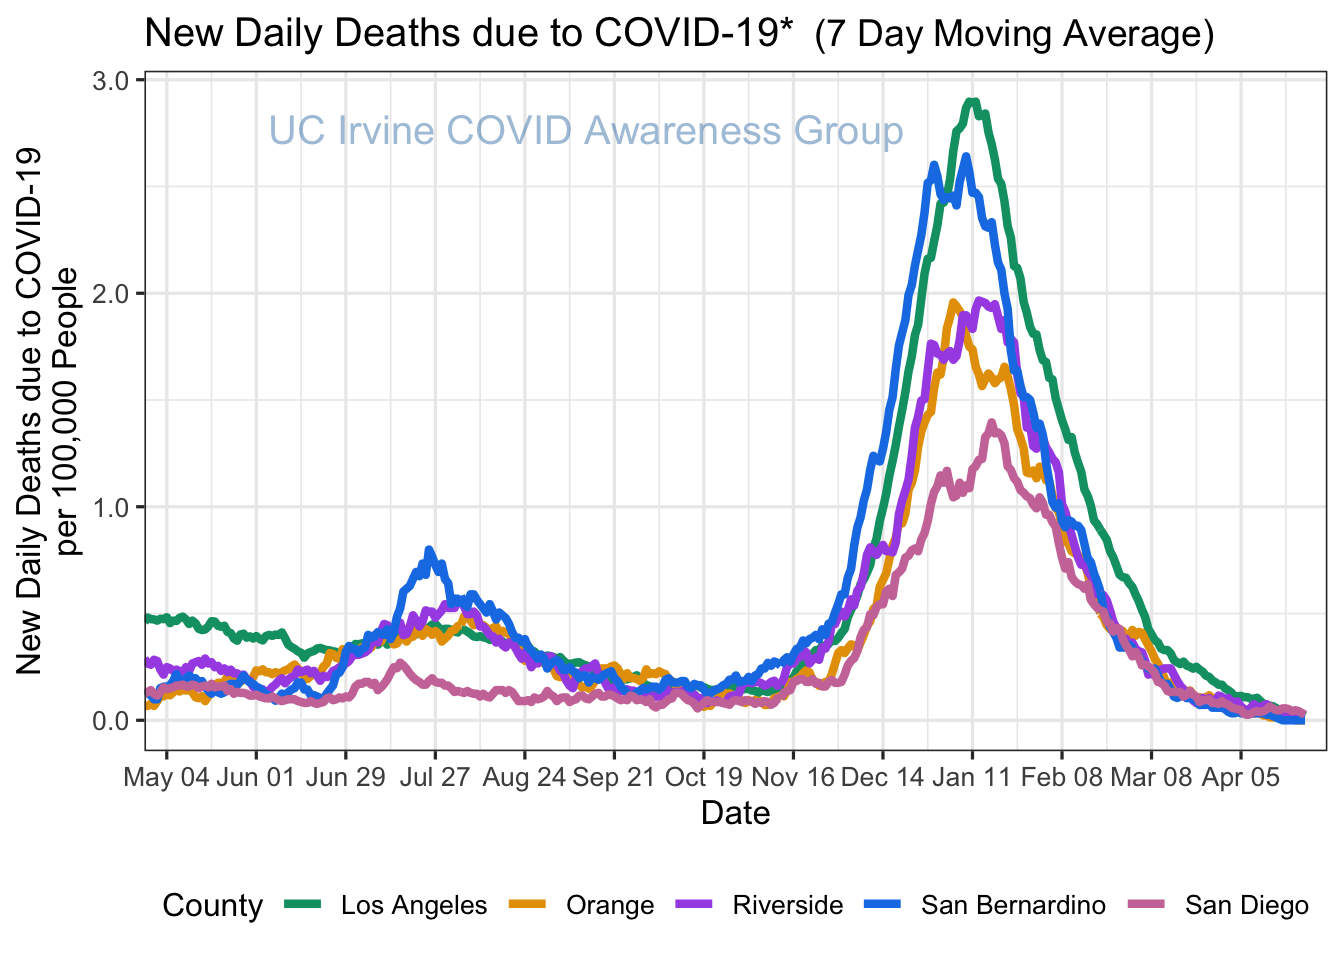 New Daily Deaths due to COVID-19* (7 Day Moving Average)
New Daily Deaths due to COVID-19
per 100,000 People
3.0
2.0
1.0
0.0
UC Irvine COVID Awareness Group
May 04 Jun 01 Jun 29 Jul 27 Aug 24 Sep 21 Oct 19 Nov 16 Dec 14 Jan 11 Feb 08 Mar 08 Apr 05
Date
County Los Angeles Orange Riverside San Bernardino San Diego